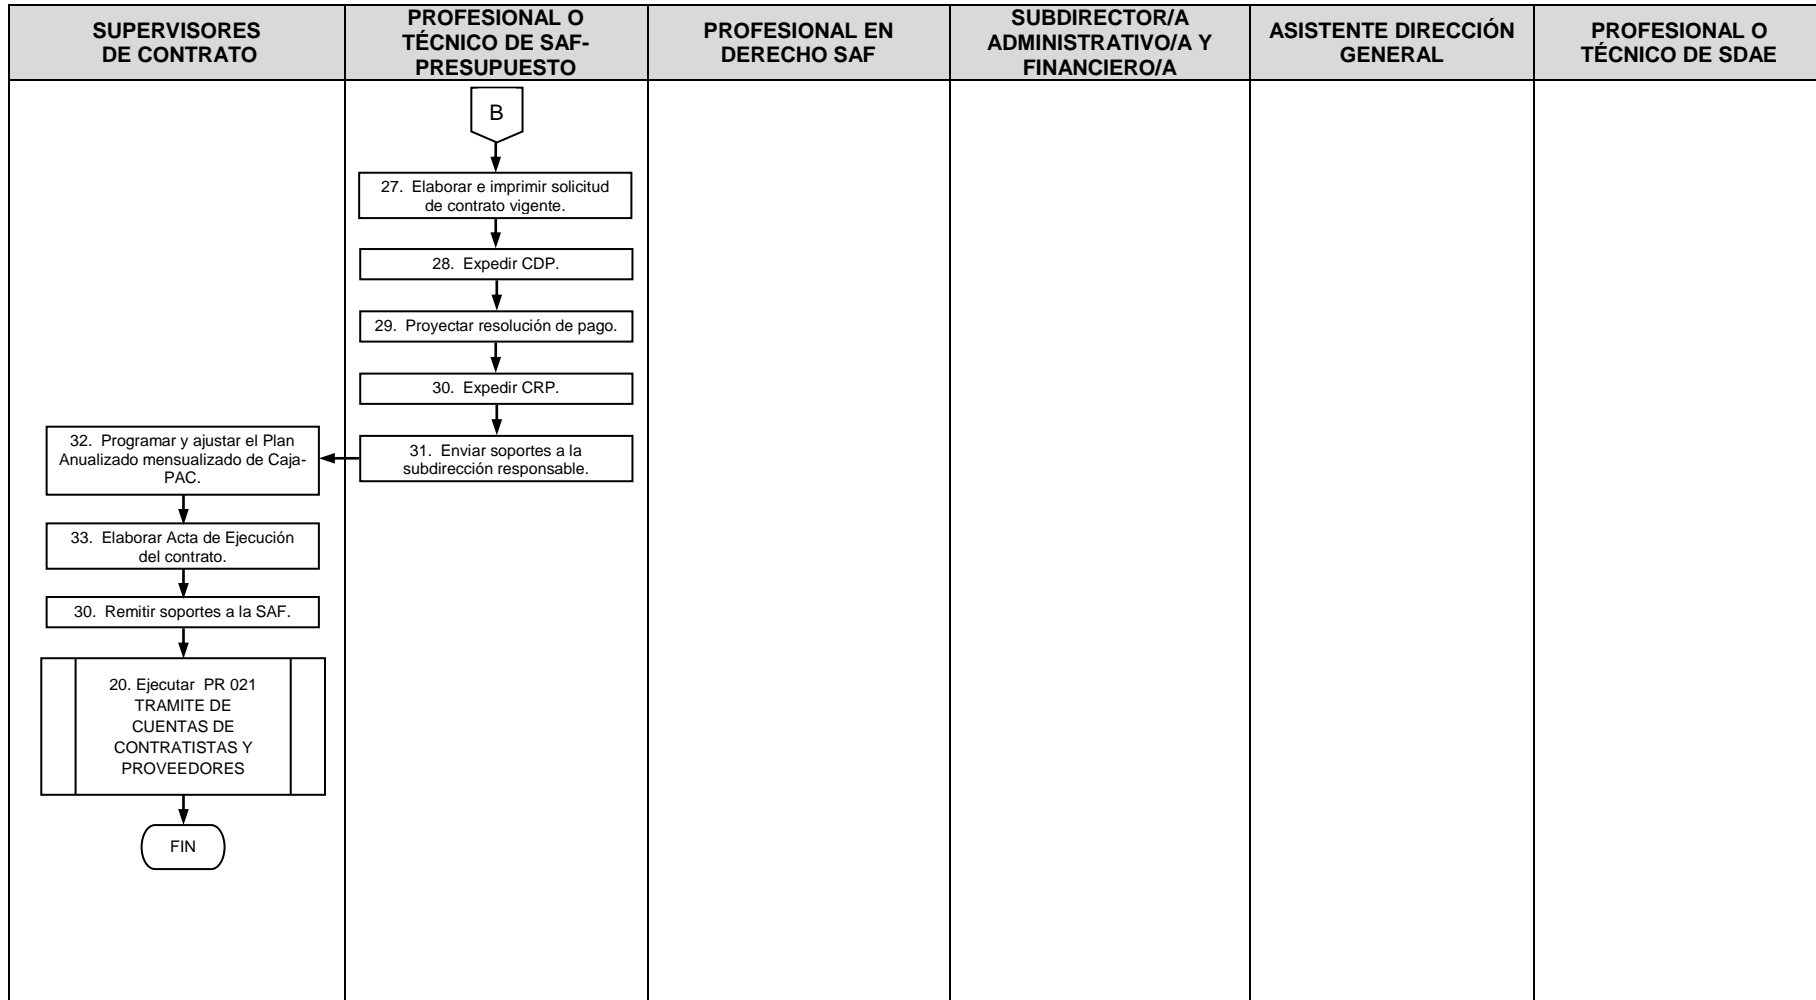 SUPERVISORES
DE CONTRATO
PROFESIONAL O
TÉCNICO DE SAF-
PRESUPUESTO
PROFESIONAL EN
DERECHO SAF
SUBDIRECTOR/A
ADMINISTRATIVO/A Y
FINANCIERO/A
ASISTENTE DIRECCIÓN
GENERAL
PROFESIONAL O
TÉCNICO DE SDAE
B
27. Elaborar e imprimir solicitud
de contrato vigente.
28. Expedir CDP.
29. Proyectar resolución de pago.
30. Expedir CRP.
31. Enviar soportes a la
subdirección responsable.
32. Programar y ajustar el Plan
Anualizado mensualizado de Caja-
PAC.
33. Elaborar Acta de Ejecución
del contrato.
30. Remitir soportes a la SAF.
20. Ejecutar PR 021
TRAMITE DE
CUENTAS DE
CONTRATISTAS Y
PROVEEDORES
FIN